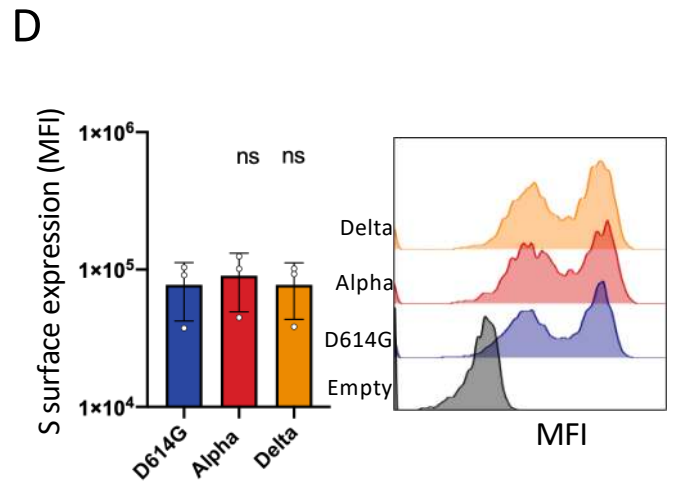 D
S surface expression (MFI)
1×10⁶
1×10⁵
1×10⁴
ns ns
D614G
Alpha
Delta
Delta
Alpha
D614G
Empty
MFI